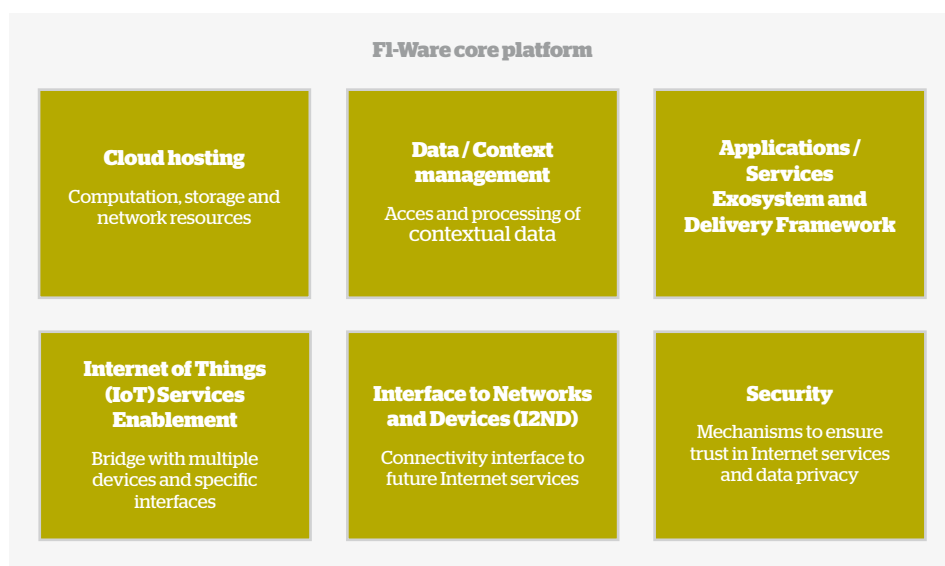 FI-Ware core platform
Cloud hosting
Computation, storage and
network resources
Data / Context
management
Acces and processing of
contextual data
Applications /
Services
Exosystem and
Delivery Framework
Internet of Things
(IoT) Services
Enablement
Bridge with multiple
devices and specific
interfaces
Interface to Networks
and Devices (I2ND)
Connectivity interface to
future Internet services
Security
Mechanisms to ensure
trust in Internet services
and data privacy